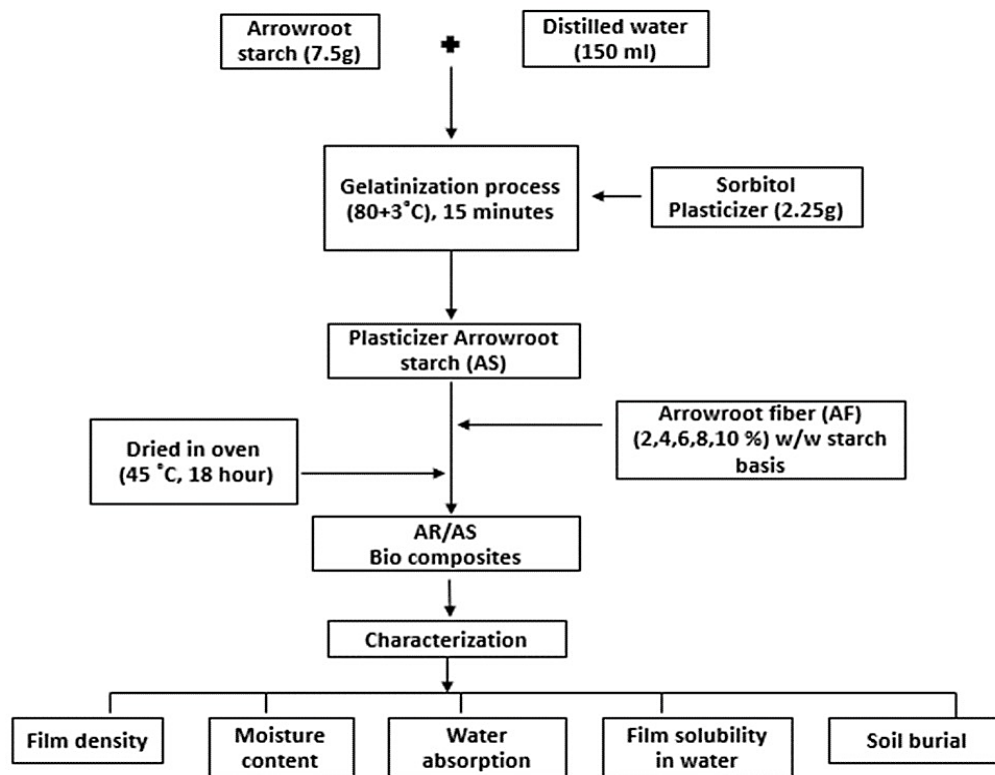 Arrowroot
starch (7.5g)
+
Distilled water
(150 ml)
Gelatinization process
(80+3˚C), 15 minutes
Sorbitol
Plasticizer (2.25g)
Plasticizer Arrowroot
starch (AS)
Arrowroot fiber (AF)
(2,4,6,8,10 %) w/w starch
basis
Dried in oven
(45 ˚C, 18 hour)
AR/AS
Bio composites
Characterization
Film density
Moisture
content
Water
absorption
Film solubility
in water
Soil burial